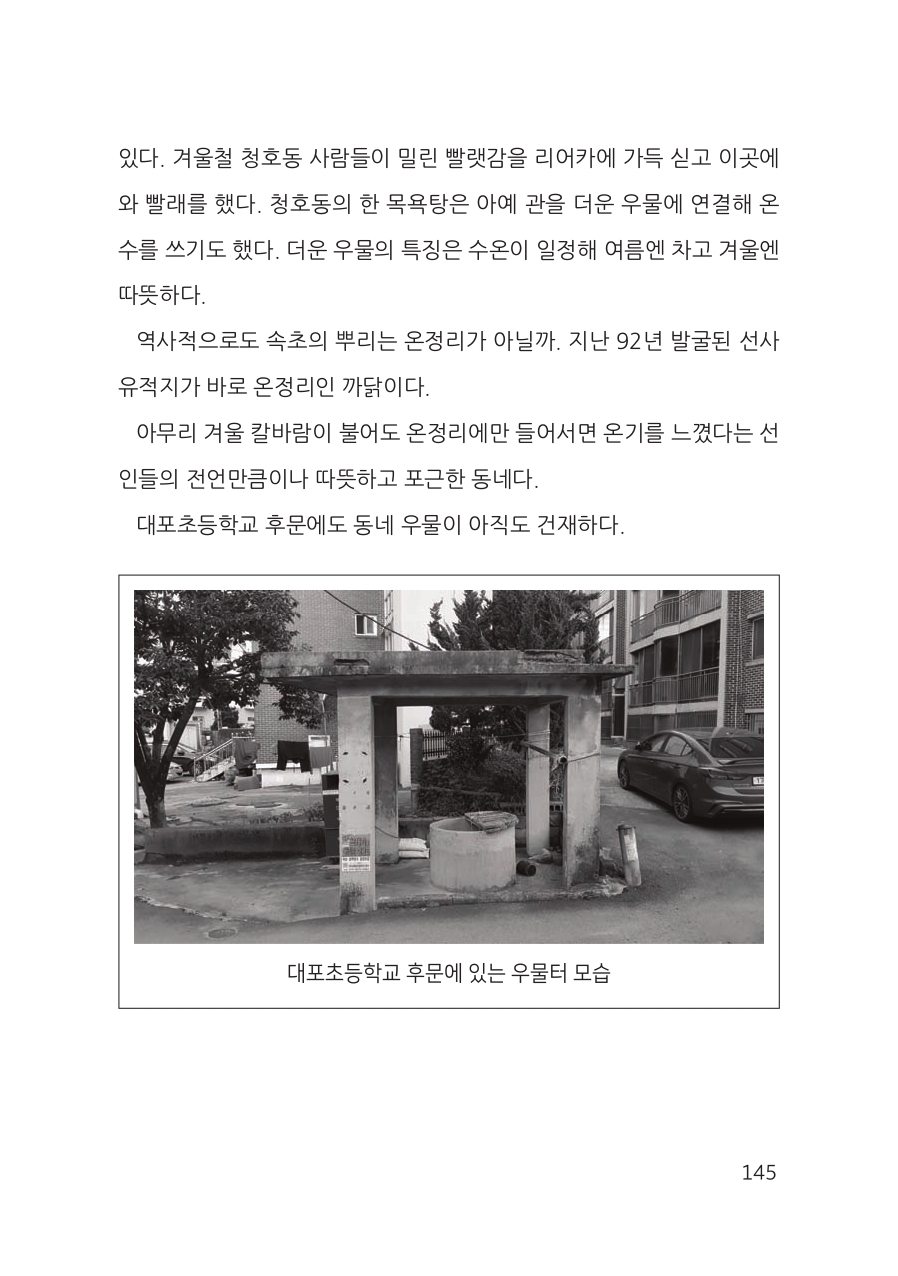 있다. 겨울철 청호동 사람들이 밀린 빨랫감을 리어카에 가득 싣고 이곳에
와 빨래를 했다. 청호동의 한 목욕탕은 아예 관을 더운 우물에 연결해 온
수를 쓰기도 했다. 더운 우물의 특징은 수온이 일정해 여름엔 차고 겨울엔
따뜻하다.
역사적으로도 속초의 뿌리는 온정리가 아닐까. 지난 92년 발굴된 선사
유적지가 바로 온정리인 까닭이다.
아무리 겨울 칼바람이 불어도 온정리에만 들어서면 온기를 느꼈다는 선
인들의 전언만큼이나 따뜻하고 포근한 동네다.
대포초등학교 후문에도 동네 우물이 아직도 건재하다.
대포초등학교 후문에 있는 우물터 모습
145